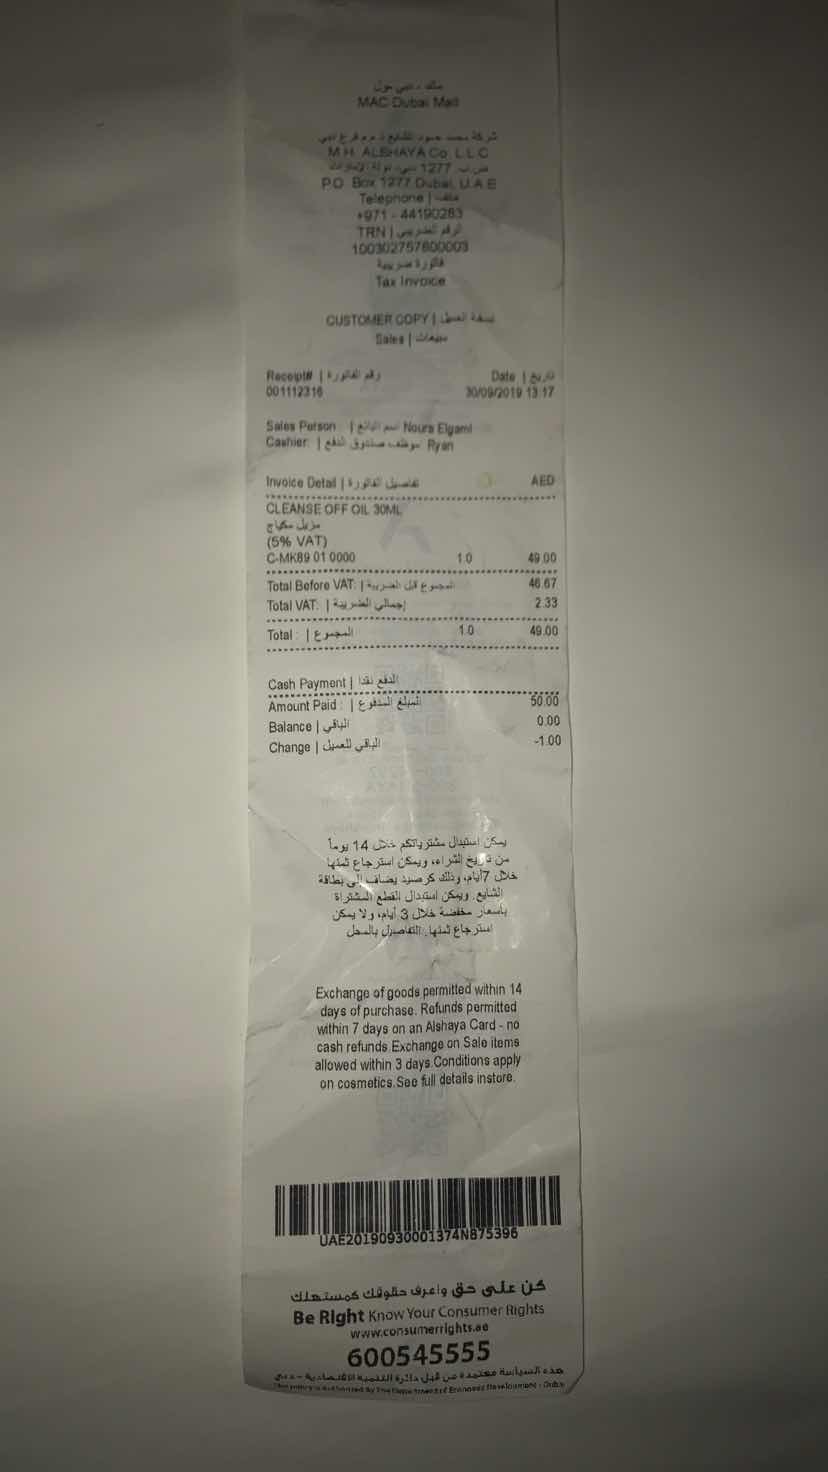 ماك - دبي مول
MAC Dubai Mall
شركة محمد حمود الشايع ذ.م.م فرع دبي
M.H. ALSHAYA Co. L.L.C
ص.ب 1277 دبي، دولة الإمارات
P.O. Box 1277 Dubai, U.A.E
Telephone | هاتف
+971 - 44190283
TRN | الرقم الضريبي
100302757800003
فاتورة ضريبية
Tax Invoice
CUSTOMER COPY | نسخة العميل
Sales | مبيعات
Receipt# | رقم الفاتورة Date | تاريخ
001112316 30/09/2019 13:17
Sales Person | اسم البائع Noura Elgaml
Cashier: | موظف صندوق الدفع Ryan
Invoice Detail | تفاصيل الفاتورة AED
CLEANSE OFF OIL 30ML
مزيل مكياج
(5% VAT)
C-MK89 01 0000 1.0 49.00
Total Before VAT: | المجموع قبل الضريبة 46.67
Total VAT: | إجمالي الضريبة 2.33
Total : | المجموع 1.0 49.00
Cash Payment | الدفع نقدا
Amount Paid : | المبلغ المدفوع 50.00
Balance | الباقي 0.00
Change | الباقي للعميل -1.00
يمكن استبدال مشترياتكم خلال 14 يوماً
من تاريخ الشراء، ويمكن استرجاع ثمنها
خلال 7أيام، وذلك كرصيد يضاف إلى بطاقة
الشايع. ويمكن استبدال القطع المشتراة
بأسعار مخفضة خلال 3 أيام، ولا يمكن
استرجاع ثمنها. التفاصيل بالمحل
Exchange of goods permitted within 14
days of purchase. Refunds permitted
within 7 days on an Alshaya Card - no
cash refunds.Exchange on Sale items
allowed within 3 days.Conditions apply
on cosmetics.See full details instore.
UAE20190930001374N875396
كن على حق واعرف حقوقك كمستهلك
Be Right Know Your Consumer Rights
www.consumerrights.ae
600545555
هذه السياسة معتمدة من قبل دائرة التنمية الاقتصادية - دبي
This policy is authorized by The Department of Economic Development - Dubai